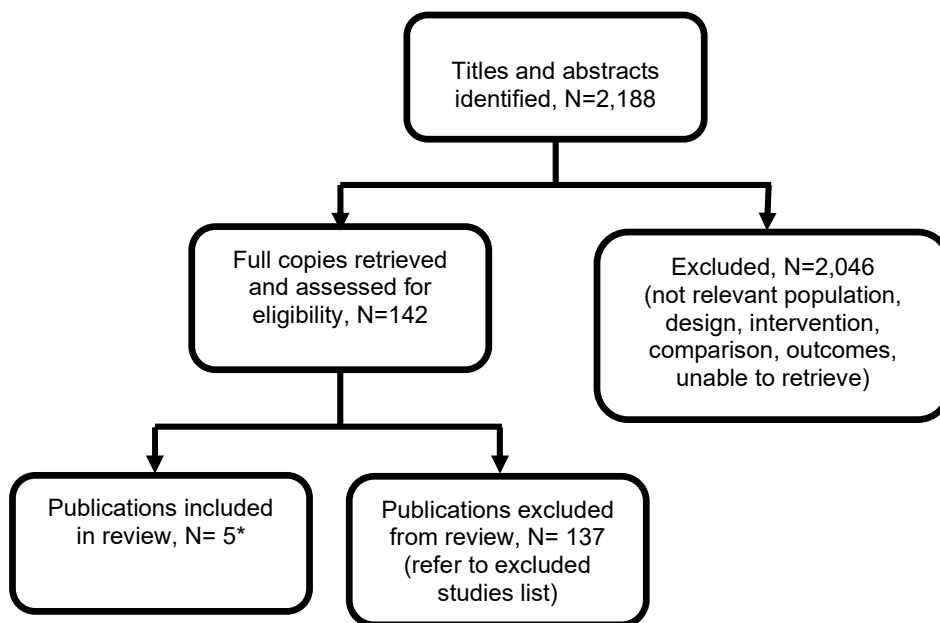 Titles and abstracts
identified, N=2,188
Full copies retrieved
and assessed for
eligibility, N=142
Excluded, N=2,046
(not relevant population,
design, intervention,
comparison, outcomes,
unable to retrieve)
Publications included
in review, N= 5*
Publications excluded
from review, N= 137
(refer to excluded
studies list)